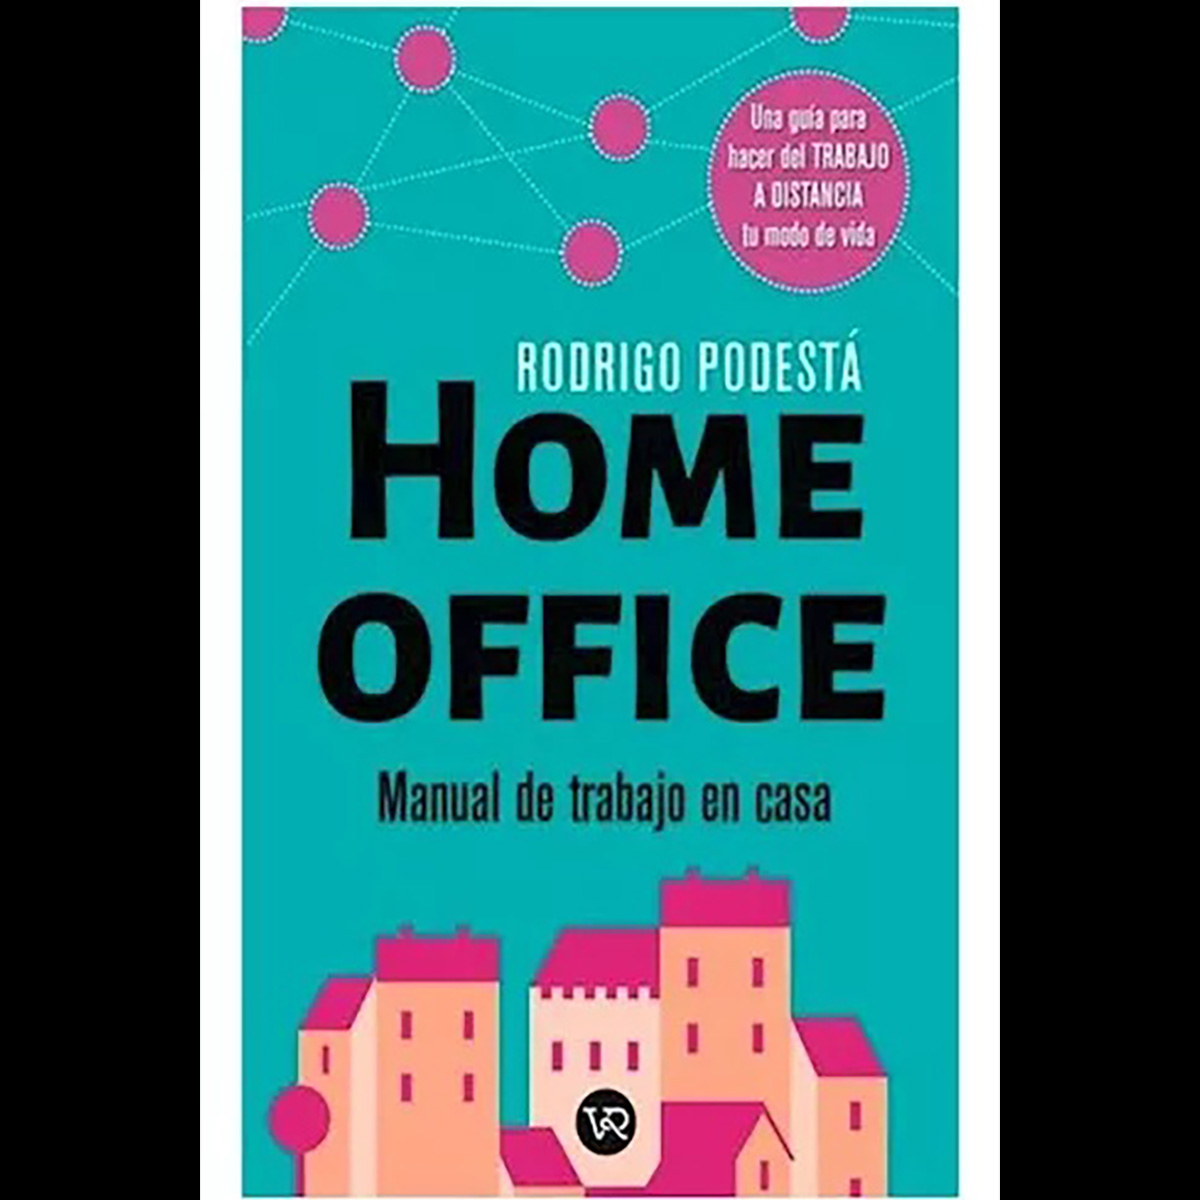 Una guía para
hacer del TRABAJO
A DISTANCIA
tu modo de vida
RODRIGO PODESTÁ
HOME
OFFICE
Manual de trabajo en casa
VR